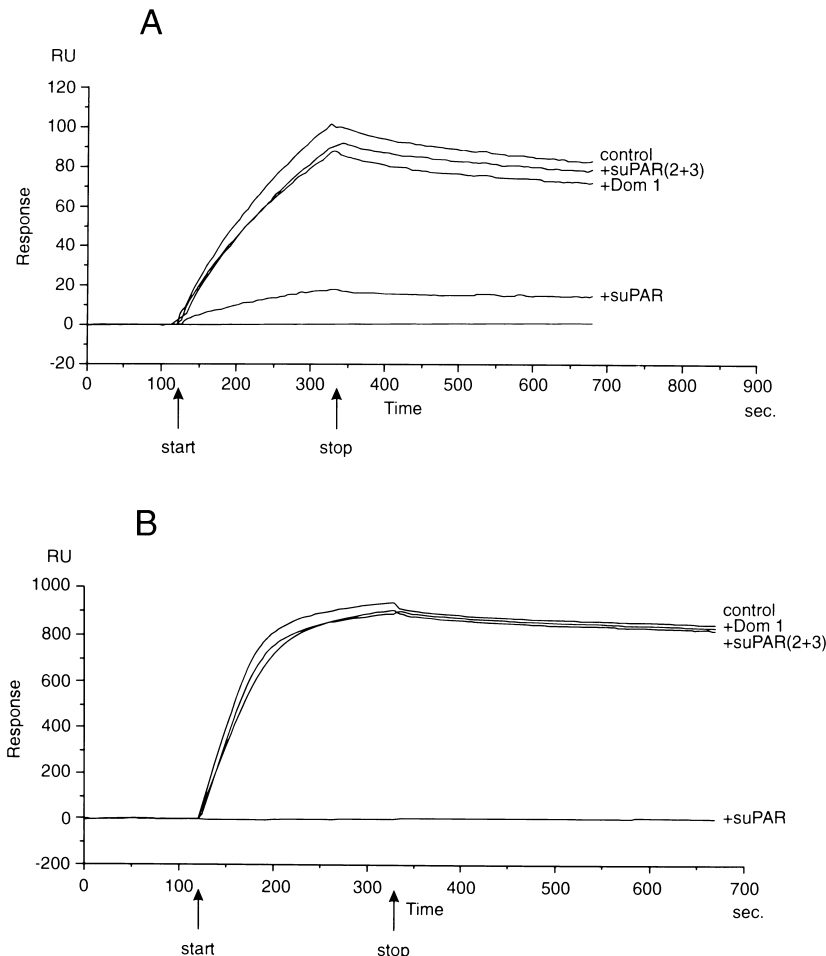 A
RU
120
100
80
60
40
20
0
-20
Response
control
+suPAR(2+3)
+Dom 1
+suPAR
0 100 200 300 400 500 600 700 800 900
Time
sec.
start stop
B
RU
1000
800
600
400
200
0
-200
Response
control
+Dom 1
+suPAR(2+3)
+suPAR
0 100 200 300 400 500 600 700
Time
sec.
start stop